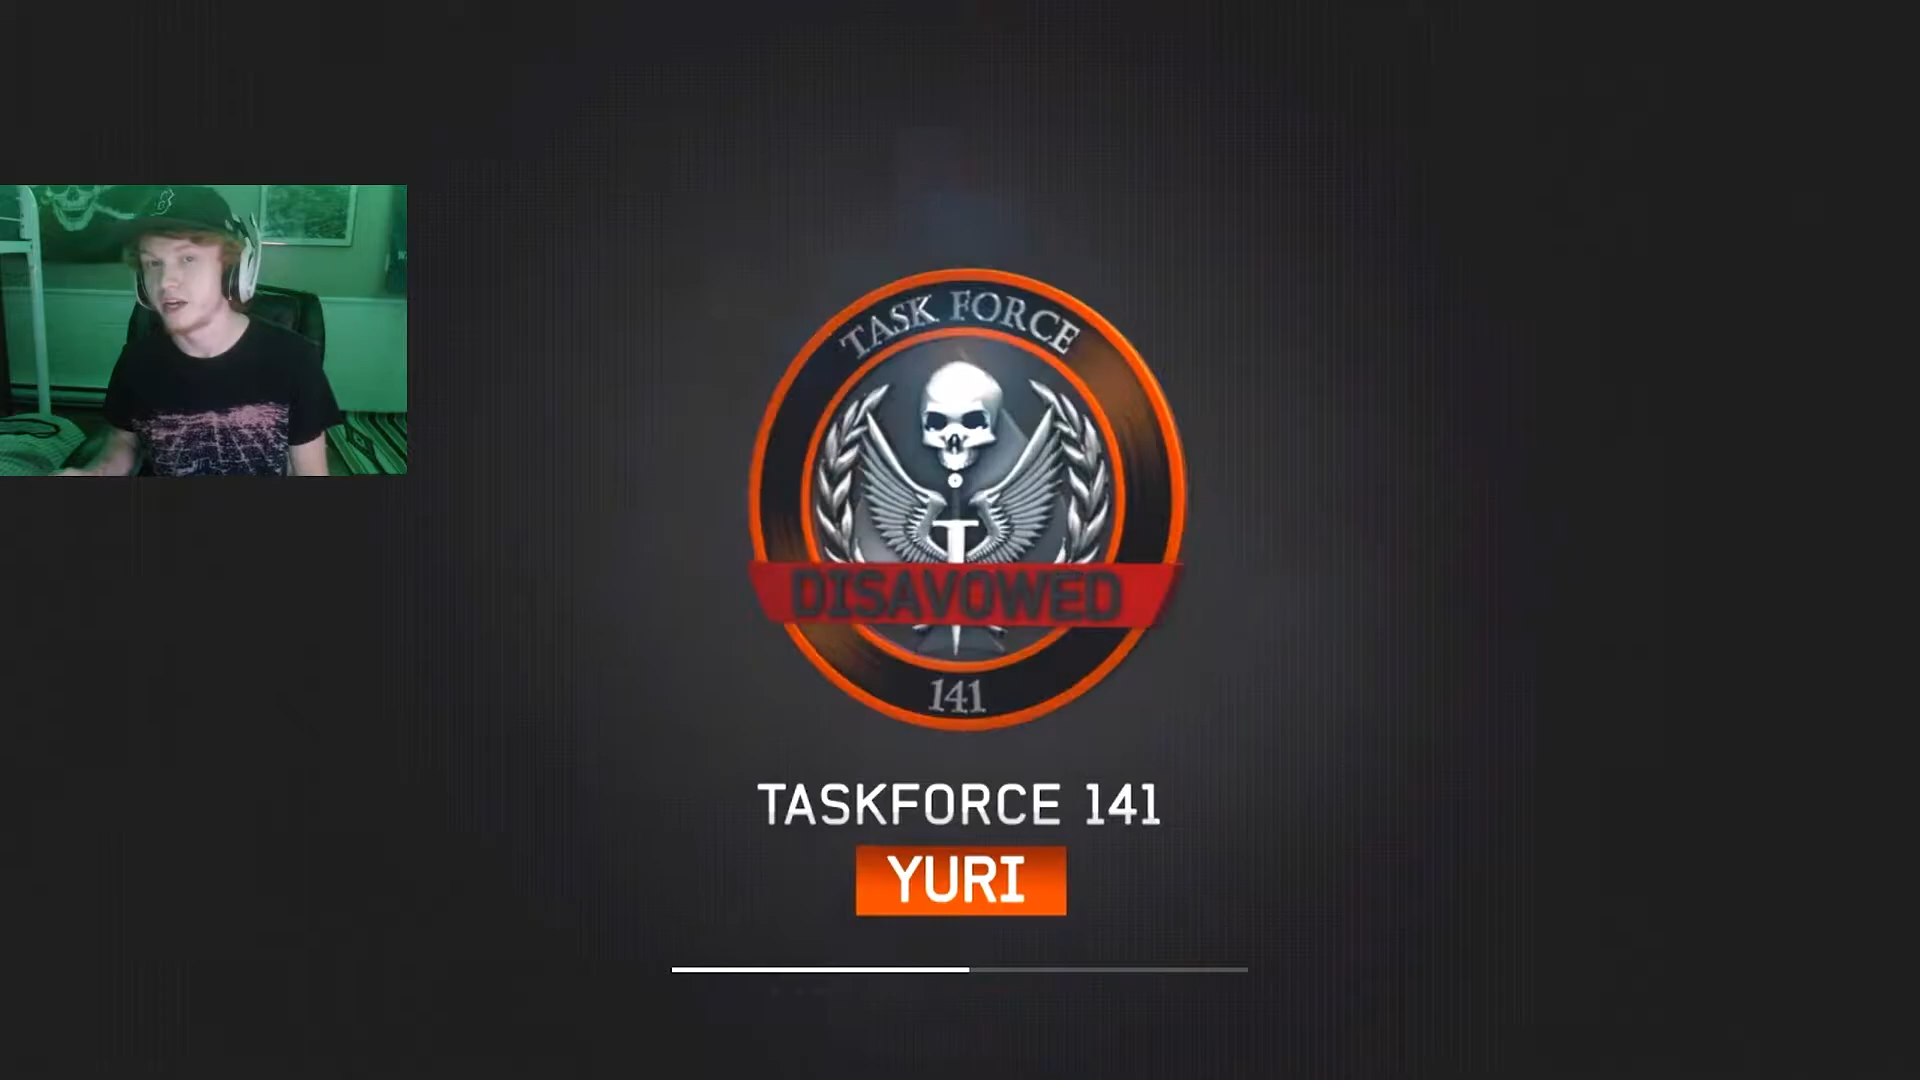 TASK FORCE
DISAVOWED
141
TASKFORCE 141
YURI